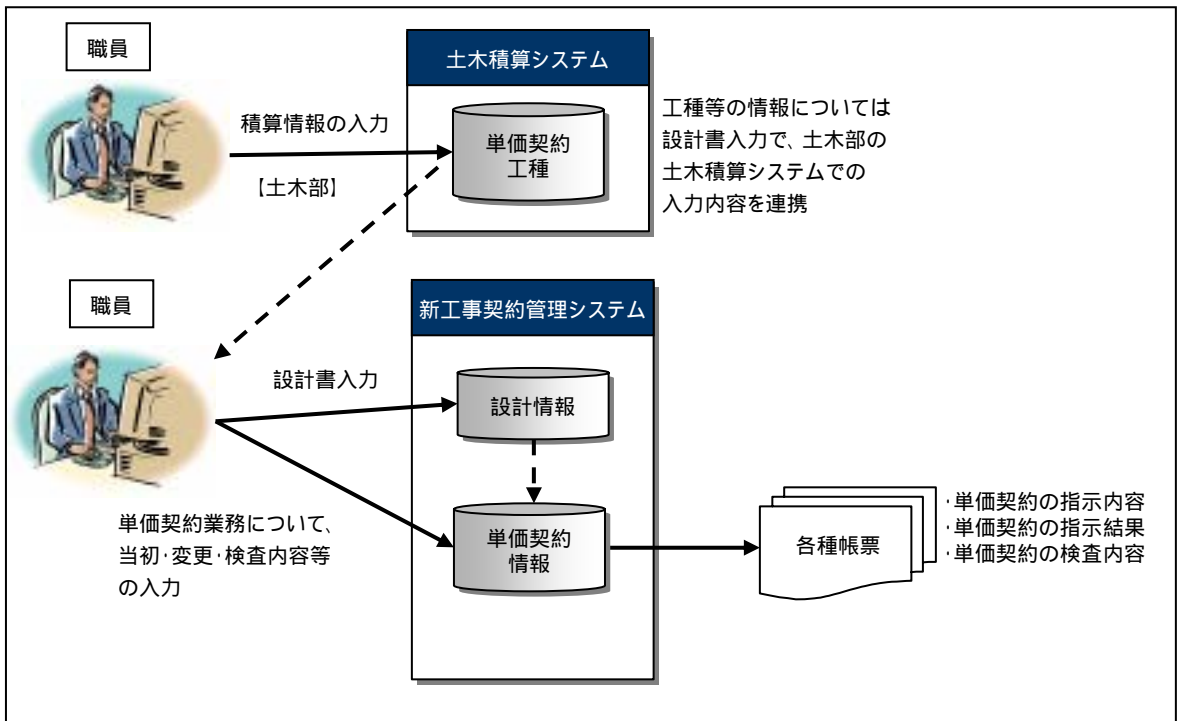 職員
土木積算システム
積算情報の入力
【土木部】
単価契約
工種
工種等の情報については
設計書入力で、土木部の
土木積算システムでの
入力内容を連携
職員
新工事契約管理システム
設計書入力
設計情報
単価契約業務について、
当初・変更・検査内容等
の入力
単価契約
情報
各種帳票
・単価契約の指示内容
・単価契約の指示結果
・単価契約の検査内容